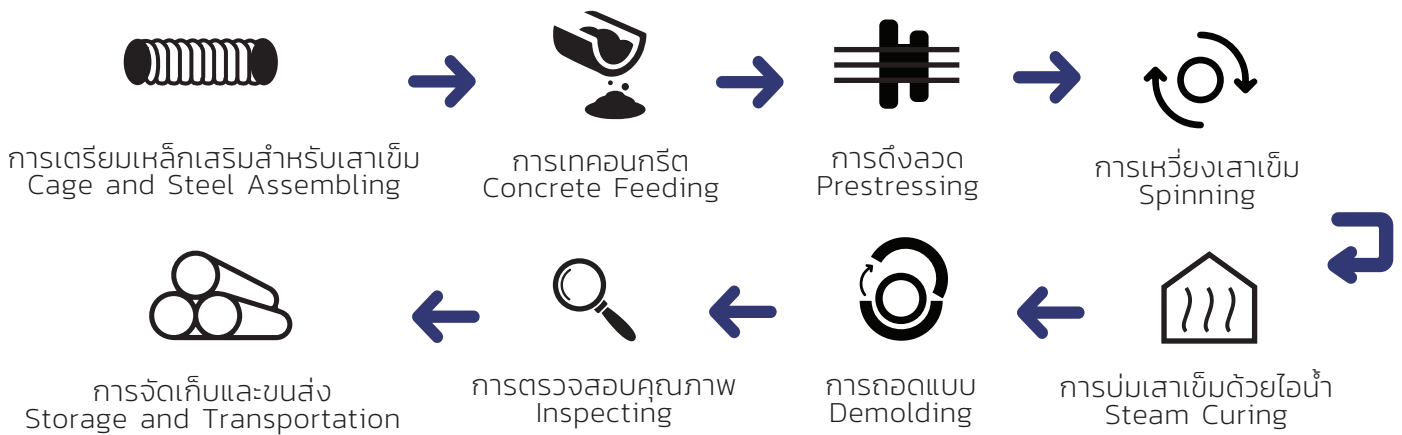 การเตรียมเหล็กเสริมสำหรับเสาเข็ม
Cage and Steel Assembling
การเทคอนกรีต
Concrete Feeding
การดึงลวด
Prestressing
การเหวี่ยงเสาเข็ม
Spinning
การบ่มเสาเข็มด้วยไอน้ำ
Steam Curing
การถอดแบบ
Demolding
การตรวจสอบคุณภาพ
Inspecting
การจัดเก็บและขนส่ง
Storage and Transportation